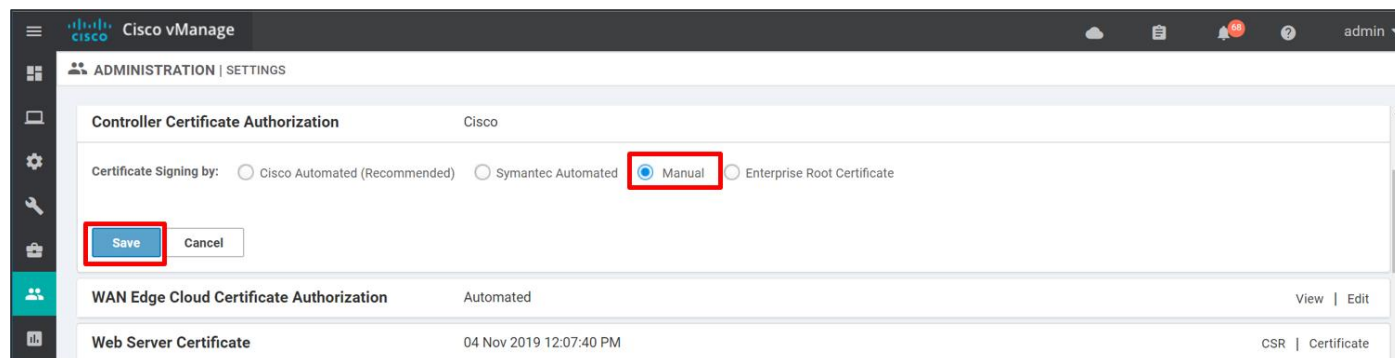 CISCO Cisco vManage 68 admin
ADMINISTRATION | SETTINGS
Controller Certificate Authorization Cisco
Certificate Signing by: Cisco Automated (Recommended) Symantec Automated Manual Enterprise Root Certificate
Save Cancel
WAN Edge Cloud Certificate Authorization Automated View | Edit
Web Server Certificate 04 Nov 2019 12:07:40 PM CSR | Certificate